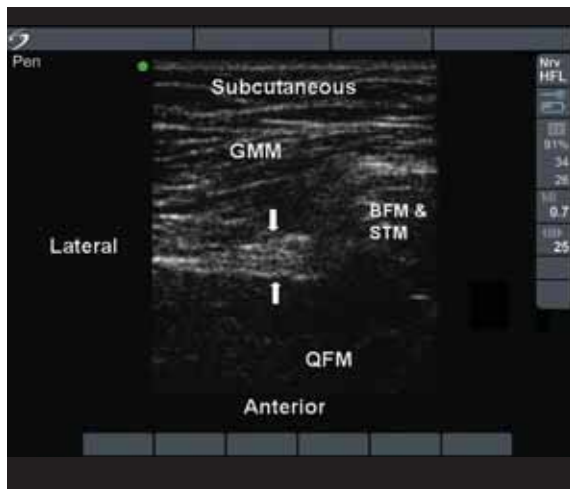 Pen
Nrv
HFL
Subcutaneous
GMM
91%
34
26
BFM &
STM
0.7
Lateral
25
QFM
Anterior